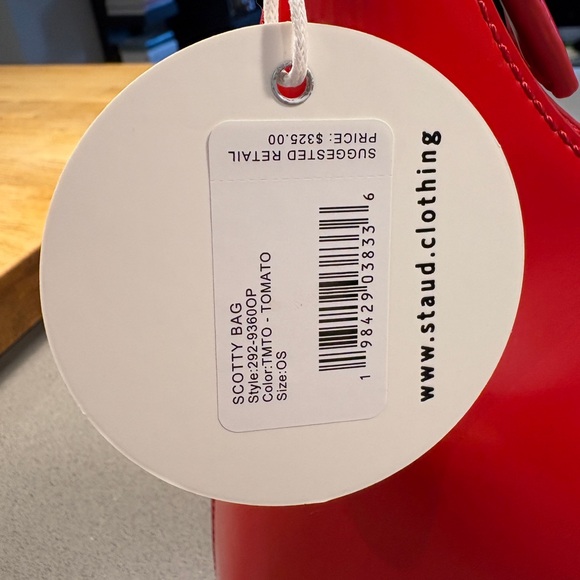 SUGGESTED RETAIL
PRICE: $325.00
SCOTTY BAG
Style:292-9360OP
Color:TMTO - TOMATO
Size:OS
1 98429 03833 6
www.staud.clothing